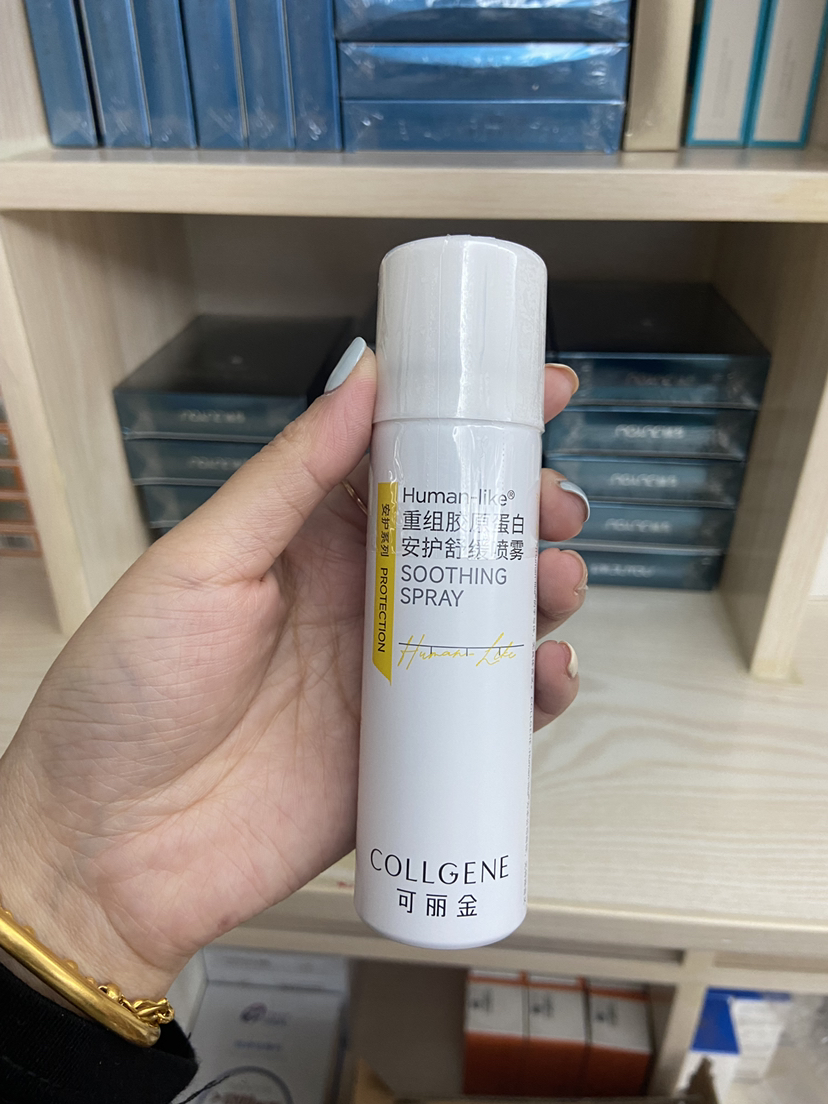 Human-like®
重组胶原蛋白
安护舒缓喷雾
SOOTHING
SPRAY
安护系列 PROTECTION
Human-Like
COLLGENE
可丽金